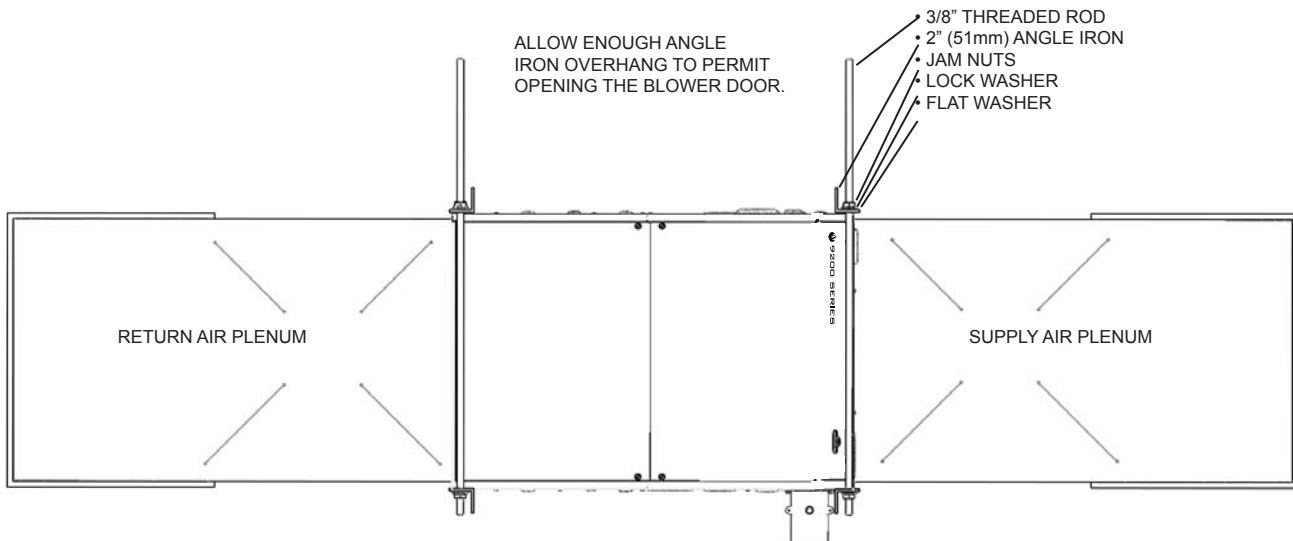 ALLOW ENOUGH ANGLE
IRON OVERHANG TO PERMIT
OPENING THE BLOWER DOOR.
• 3/8” THREADED ROD
• 2” (51mm) ANGLE IRON
• JAM NUTS
• LOCK WASHER
• FLAT WASHER
9200 SERIES
RETURN AIR PLENUM
SUPPLY AIR PLENUM